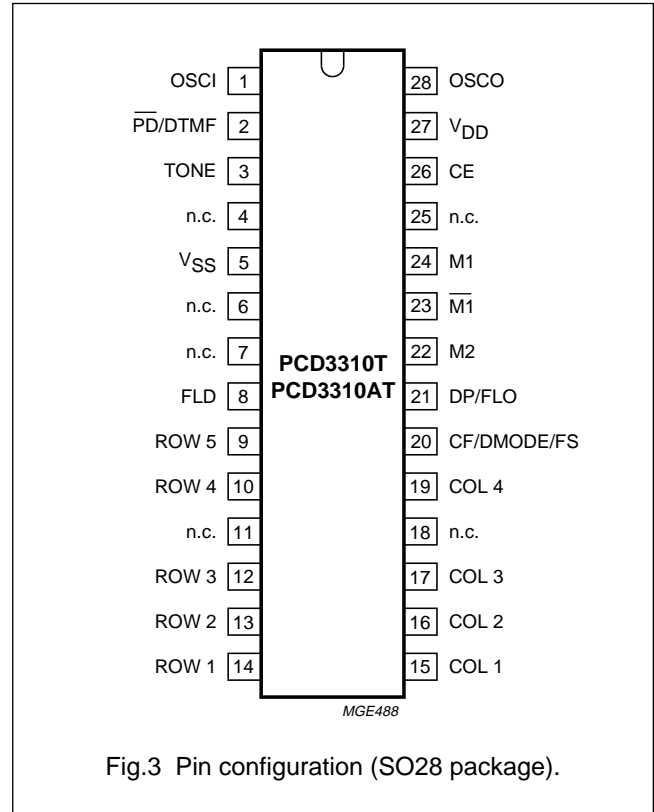 OSCI 1 28 OSCO
P̅D̅/DTMF 2 27 VDD
TONE 3 26 CE
n.c. 4 25 n.c.
VSS 5 24 M1
n.c. 6 23 M̅1̅
n.c. 7 22 M2
PCD3310T
FLD 8 PCD3310AT 21 DP/FLO
ROW 5 9 20 CF/DMODE/FS
ROW 4 10 19 COL 4
n.c. 11 18 n.c.
ROW 3 12 17 COL 3
ROW 2 13 16 COL 2
ROW 1 14 15 COL 1
MGE488
Fig.3 Pin configuration (SO28 package).